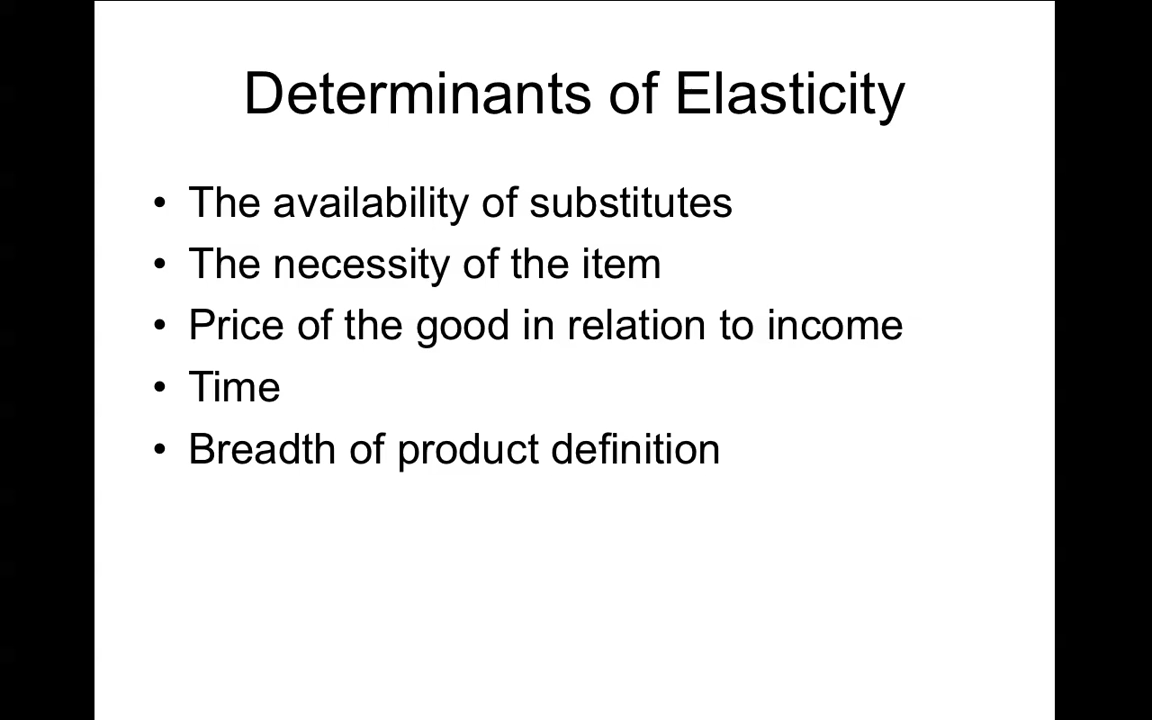 Determinants of Elasticity
• The availability of substitutes
• The necessity of the item
• Price of the good in relation to income
• Time
• Breadth of product definition